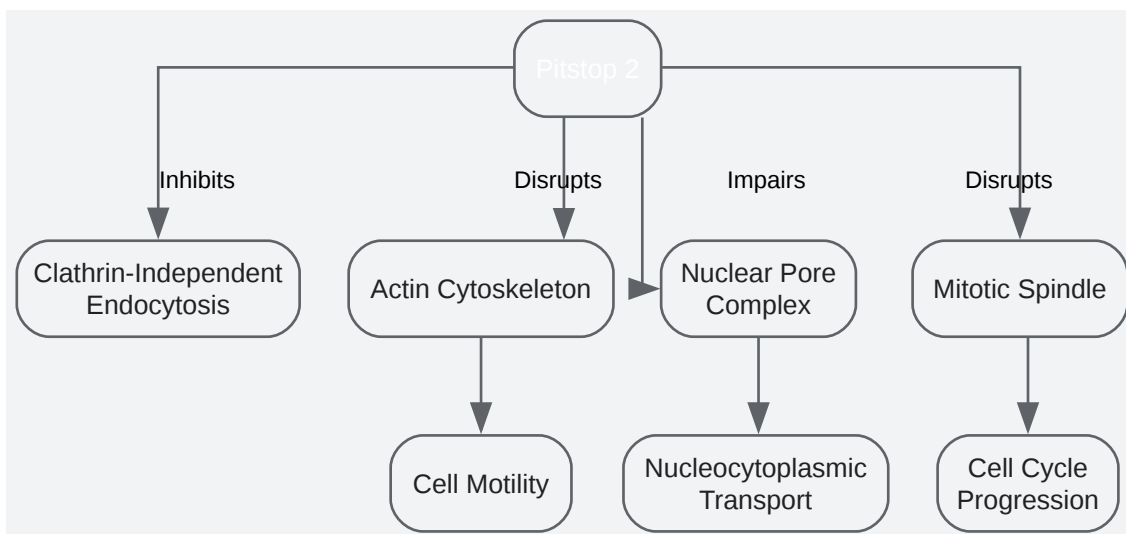 Pitstop 2
Inhibits
Disrupts
Impairs
Disrupts
Clathrin-Independent
Endocytosis
Actin Cytoskeleton
Nuclear Pore
Complex
Mitotic Spindle
Cell Motility
Nucleocytoplasmic
Transport
Cell Cycle
Progression